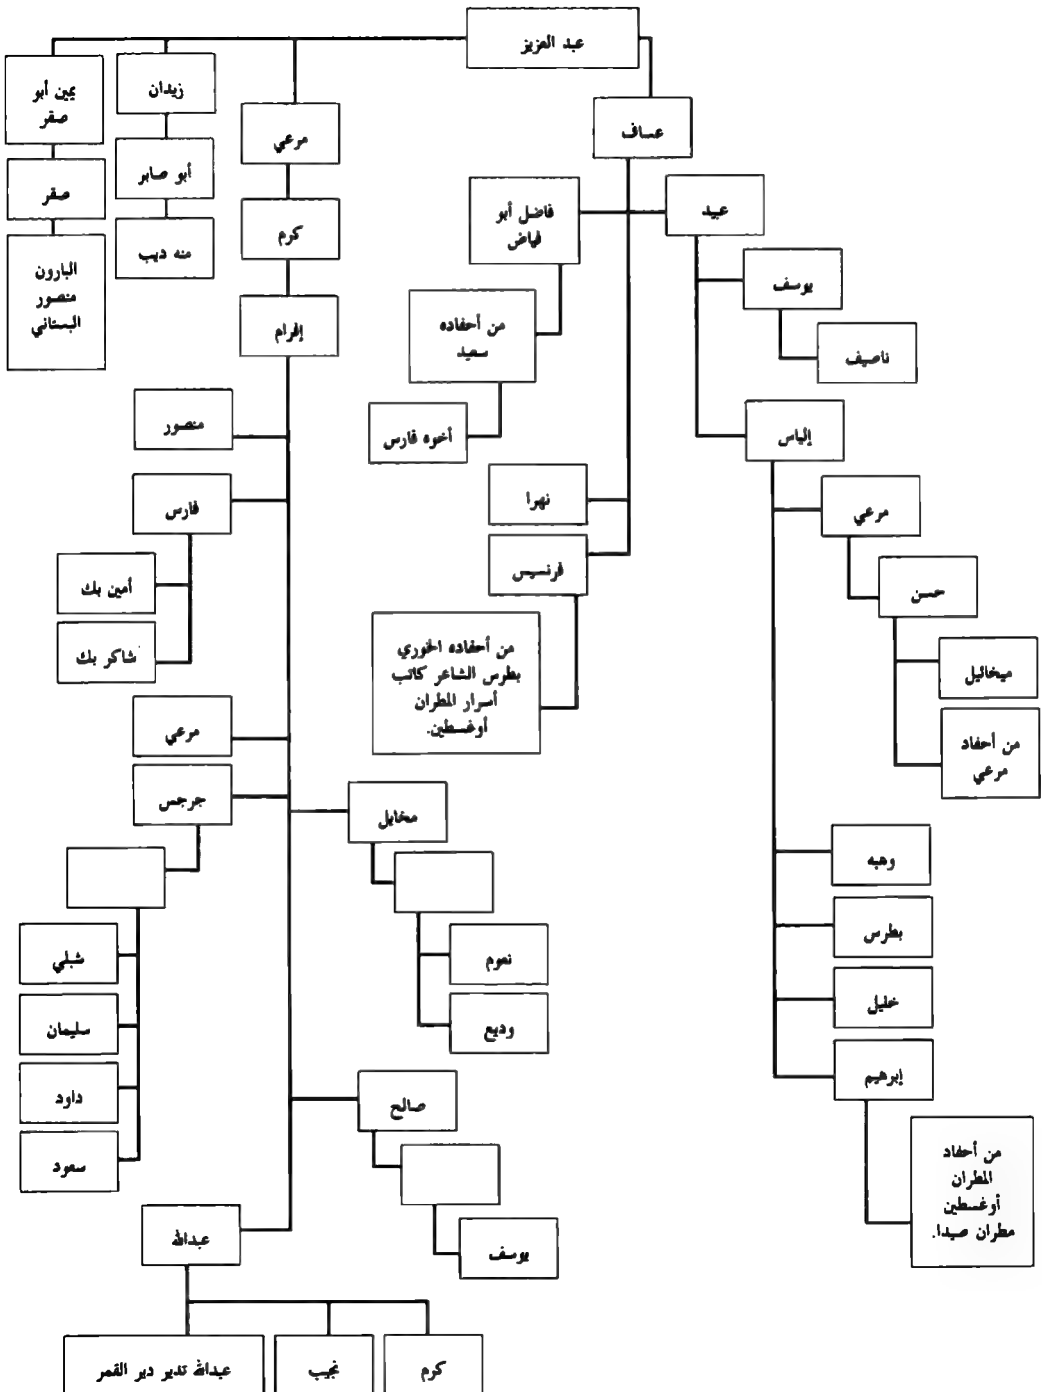 عبد العزيز
يمين أبو
صقر
زيدان
مرعي
عساف
صقر
أبو صابر
كرم
فاضل أبو
فياض
عبيد
البارون
منصور
البستاني
منه ديب
إفرام
من أحفاده
سعيد
أخوه فارس
يوسف
ناصيف
إلياس
منصور
فارس
أمين بك
شاكر بك
نهرا
فرنسيس
من أحفاده الخوري
بطرس الشاعر كاتب
أسرار المطران
أوغسطين.
مرعي
حسن
ميخائيل
من أحفاد
مرعي
مرعي
جرجس
مخايل
وهبه
بطرس
خليل
إبرهيم
شبلي
سليمان
داود
سعود
نعوم
وديع
صالح
يوسف
من أحفاد
المطران
أوغسطين
مطران صيدا.
عبدالله
عبدالله تدير دير القمر
نجيب
كرم